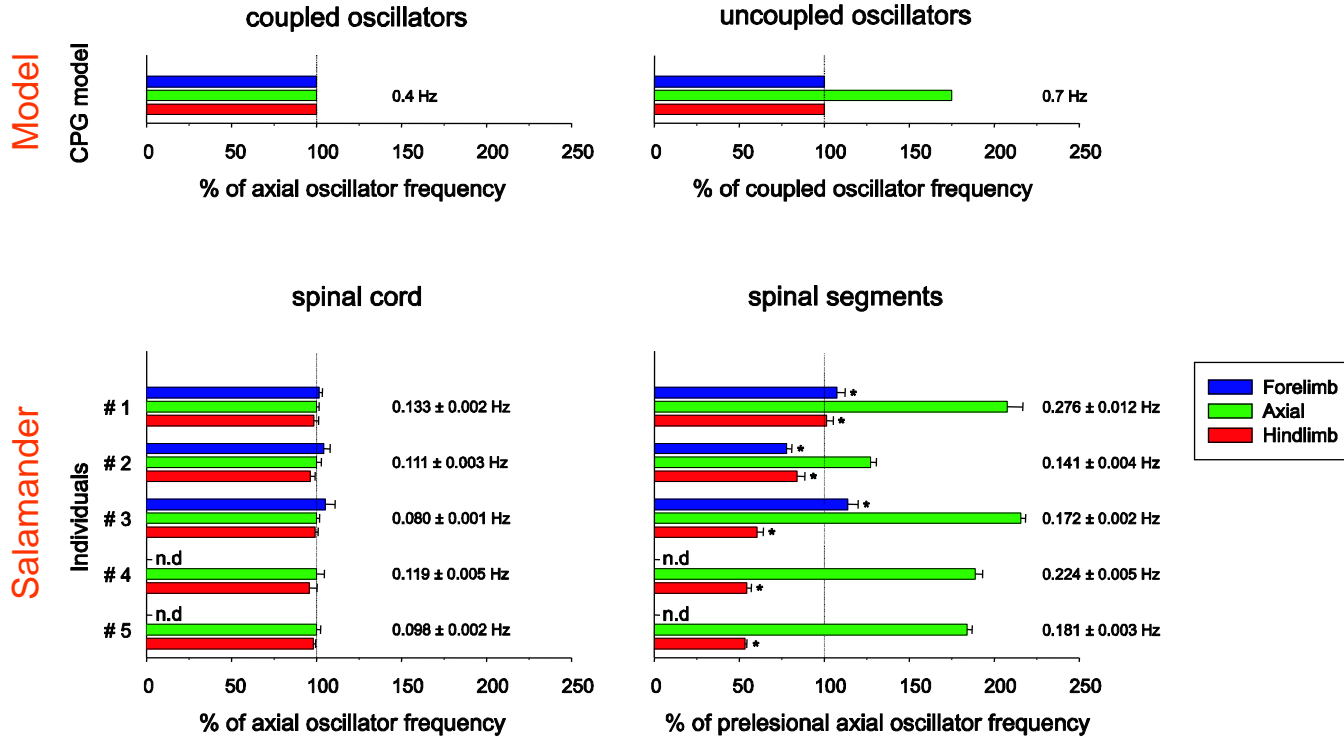 coupled oscillators
uncoupled oscillators
Model
CPG model
0.4 Hz
0.7 Hz
0 50 100 150 200 250
0 50 100 150 200 250
% of axial oscillator frequency
% of coupled oscillator frequency
spinal cord
spinal segments
Salamander
Individuals
# 1
0.133 ± 0.002 Hz
*
*
0.276 ± 0.012 Hz
# 2
0.111 ± 0.003 Hz
*
*
0.141 ± 0.004 Hz
# 3
0.080 ± 0.001 Hz
*
*
0.172 ± 0.002 Hz
# 4
n.d
0.119 ± 0.005 Hz
n.d
*
0.224 ± 0.005 Hz
# 5
n.d
0.098 ± 0.002 Hz
n.d
*
0.181 ± 0.003 Hz
Forelimb
Axial
Hindlimb
0 50 100 150 200 250
0 50 100 150 200 250
% of axial oscillator frequency
% of prelesional axial oscillator frequency